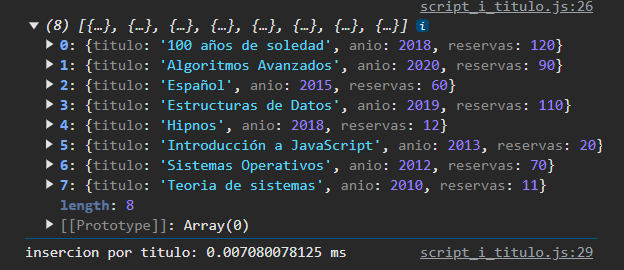 script_i_titulo.js:26
▼ (8) [{…}, {…}, {…}, {…}, {…}, {…}, {…}, {…}] i
▶ 0: {titulo: '100 años de soledad', anio: 2018, reservas: 120}
▶ 1: {titulo: 'Algoritmos Avanzados', anio: 2020, reservas: 90}
▶ 2: {titulo: 'Español', anio: 2015, reservas: 60}
▶ 3: {titulo: 'Estructuras de Datos', anio: 2019, reservas: 110}
▶ 4: {titulo: 'Hipnos', anio: 2018, reservas: 12}
▶ 5: {titulo: 'Introducción a JavaScript', anio: 2013, reservas: 20}
▶ 6: {titulo: 'Sistemas Operativos', anio: 2012, reservas: 70}
▶ 7: {titulo: 'Teoria de sistemas', anio: 2010, reservas: 11}
length: 8
▶ [[Prototype]]: Array(0)
insercion por titulo: 0.007080078125 ms script_i_titulo.js:29